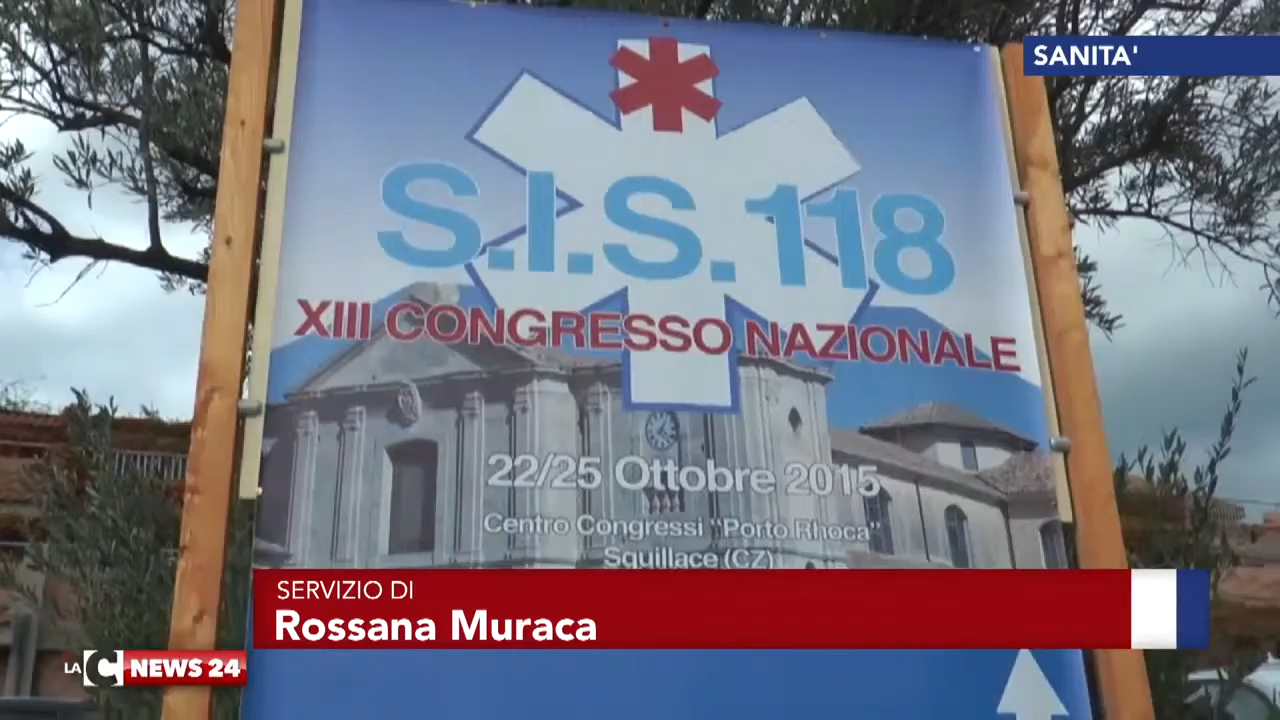 SANITA'
S.I.S. 118
XIII CONGRESSO NAZIONALE
22/25 Ottobre 2015
Centro Congressi "Porto Rhoca"
Squillace (CZ)
SERVIZIO DI
Rossana Muraca
LA C NEWS 24